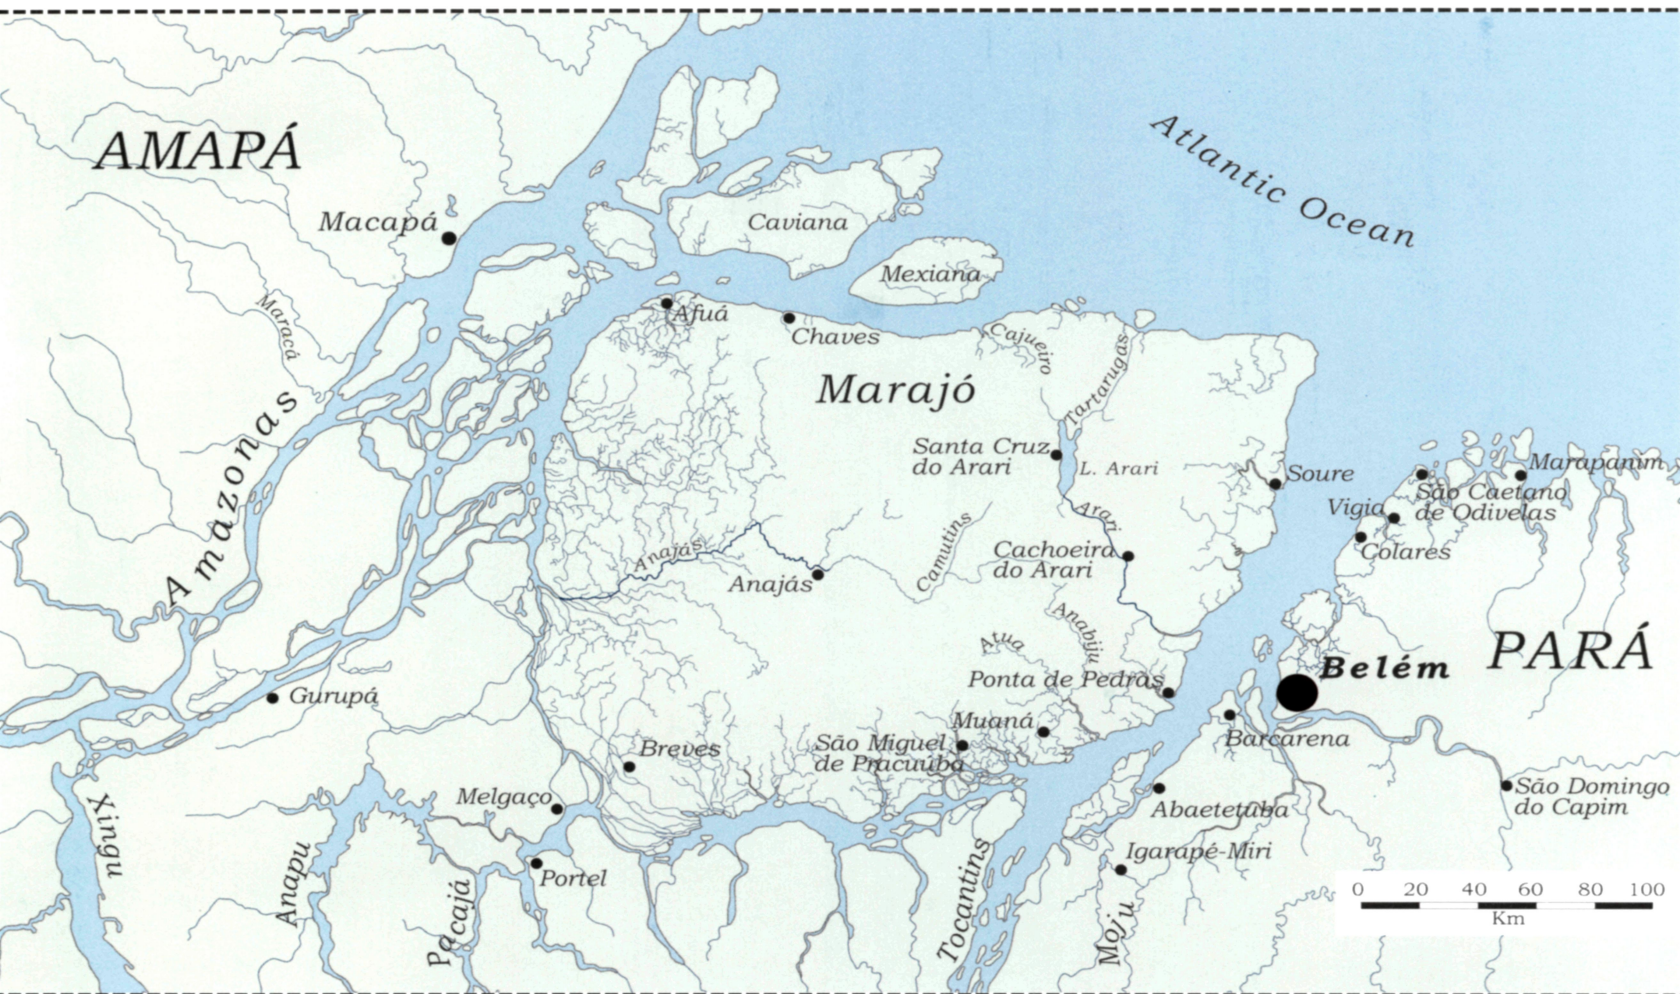 Atlantic Ocean
AMAPÁ
Macapá
Caviana
Mexiana
Maracá
Afuá
Chaves
Cajueiro
Tartarugas
Marajó
Amazonas
Santa Cruz
do Arari
L. Arari
Soure
Marapanim
São Caetano
de Odivelas
Vigia
Colares
Arari
Camutins
Cachoeira
do Arari
Anajás
Anajás
Anabiju
Atua
PARÁ
Belém
Ponta de Pedras
Gurupá
Muaná
Barcarena
Breves
São Miguel
de Pracuúba
Melgaço
Abaetetuba
São Domingo
do Capim
Xingu
Anapu
Pacajá
Portel
Tocantins
Igarapé-Miri
Moju
0 20 40 60 80 100
Km